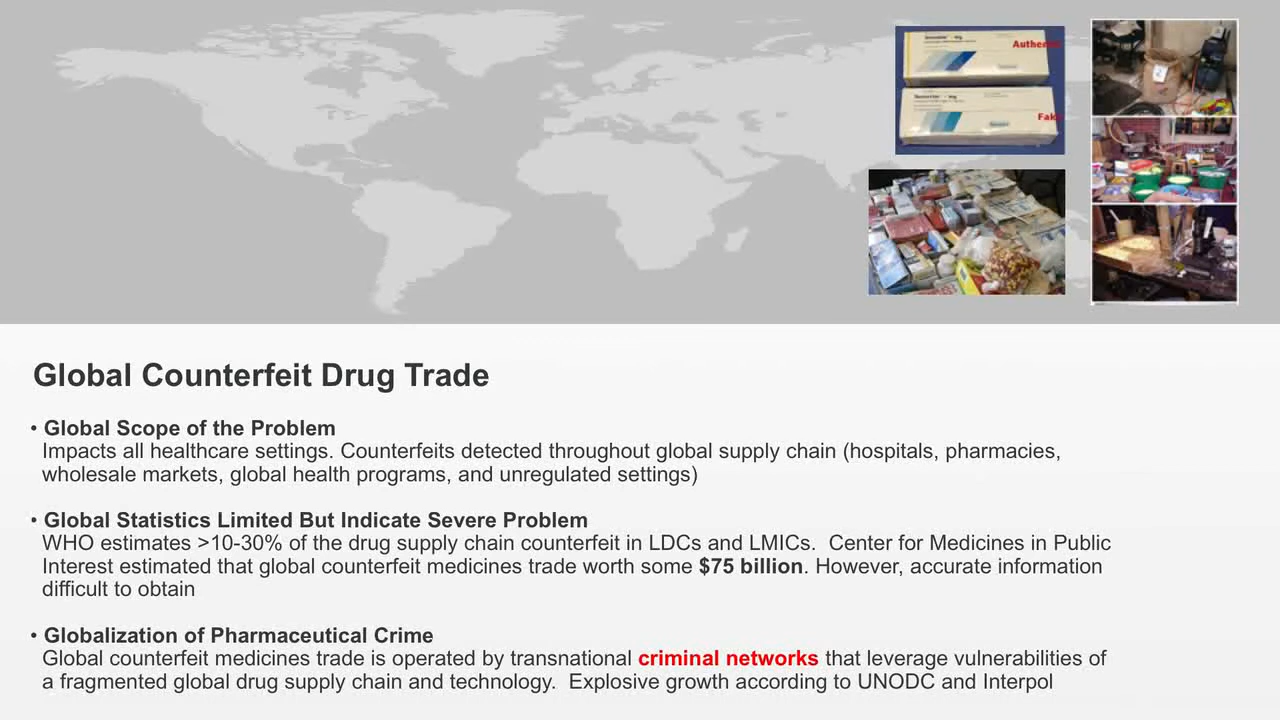 Authe
Fak
Global Counterfeit Drug Trade
• Global Scope of the Problem
Impacts all healthcare settings. Counterfeits detected throughout global supply chain (hospitals, pharmacies,
wholesale markets, global health programs, and unregulated settings)
• Global Statistics Limited But Indicate Severe Problem
WHO estimates >10-30% of the drug supply chain counterfeit in LDCs and LMICs. Center for Medicines in Public
Interest estimated that global counterfeit medicines trade worth some $75 billion. However, accurate information
difficult to obtain
• Globalization of Pharmaceutical Crime
Global counterfeit medicines trade is operated by transnational criminal networks that leverage vulnerabilities of
a fragmented global drug supply chain and technology. Explosive growth according to UNODC and Interpol